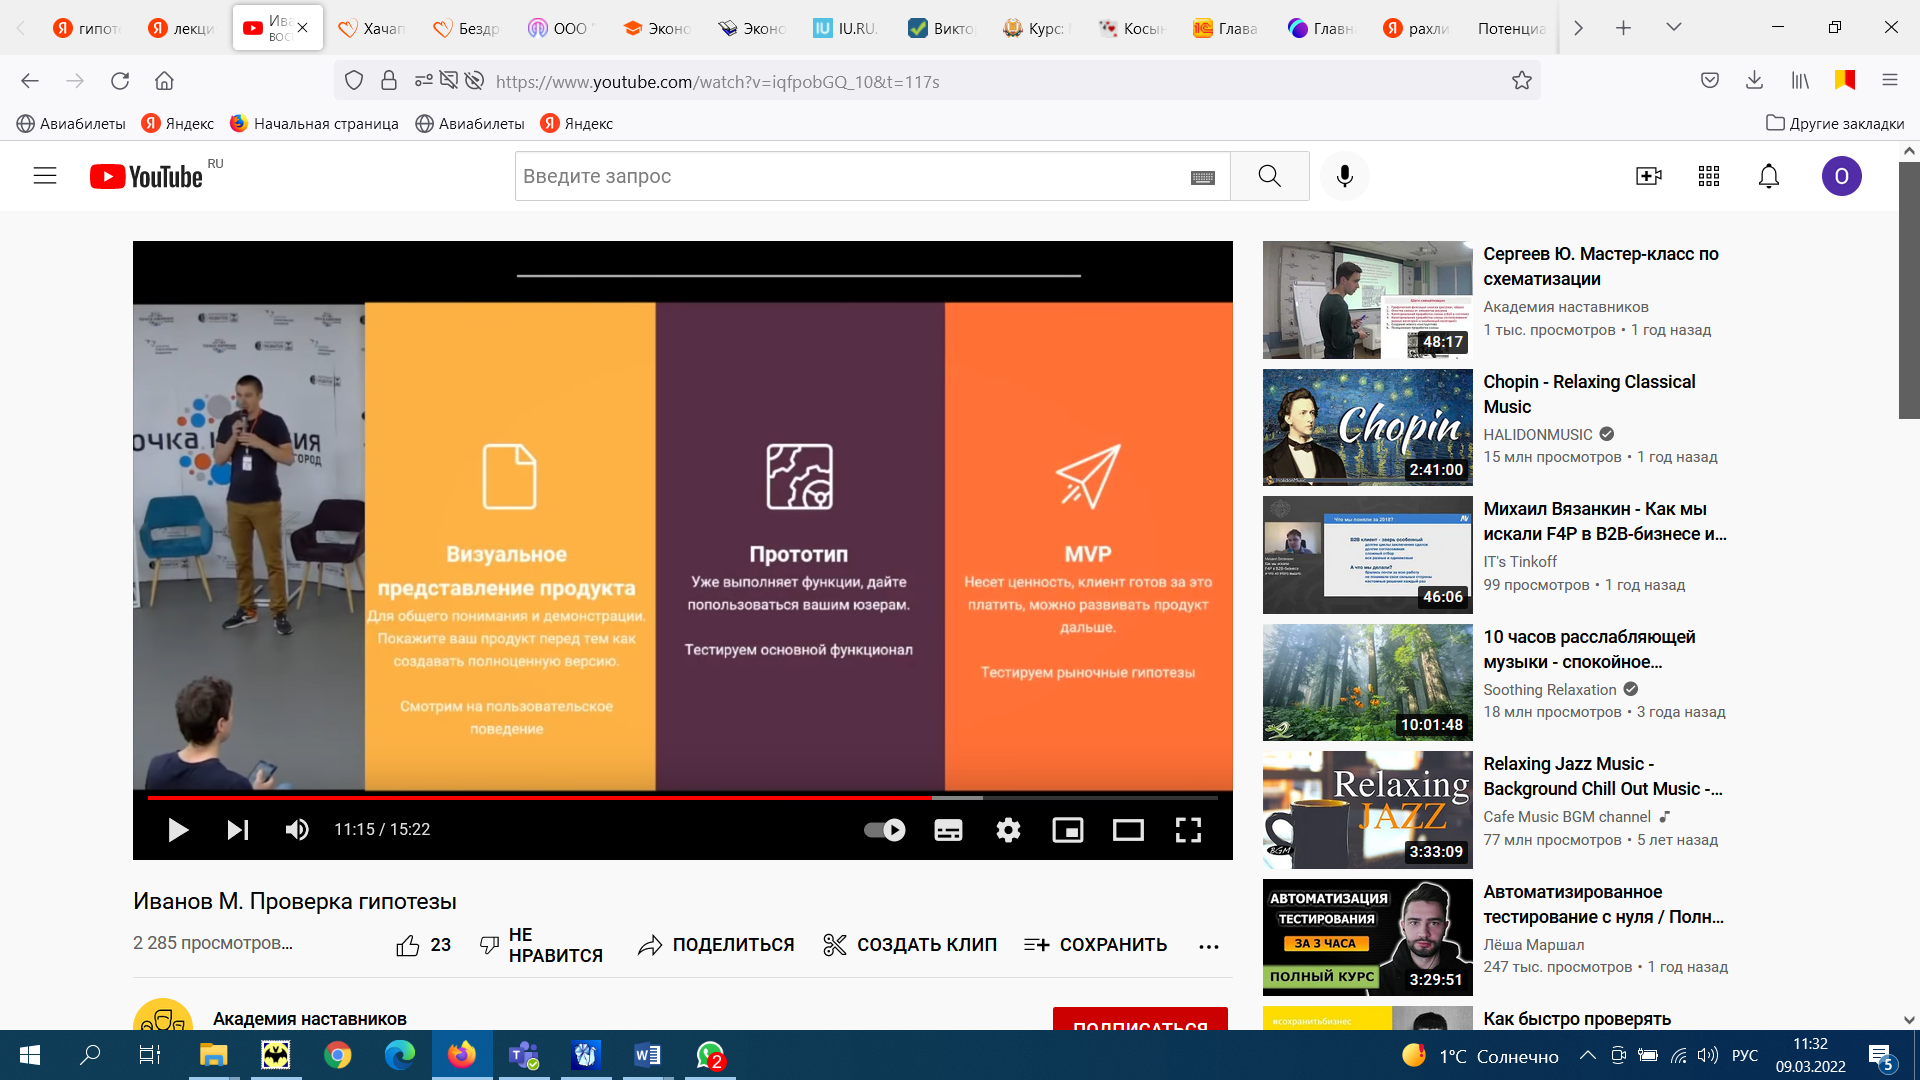 гипот
лекци
Ива
вос
Хачап
Бездр
ООО "
Эконо
Эконо
IU.RU.
Викто
Курс:
Косын
Глава
Главн
рахли
Потенциа
https://www.youtube.com/watch?v=iqfpobGQ_10&t=117s
Авиабилеты
Яндекс
Начальная страница
Авиабилеты
Яндекс
Другие закладки
YouTube RU
Введите запрос
O
Визуальное
представление продукта
Для общего понимания и демонстрации.
Покажите ваш продукт перед тем как
создавать полноценную версию.
Смотрим на пользовательское
поведение
Прототип
Уже выполняет функции, дайте
попользоваться вашим юзерам.
Тестируем основной функционал
MVP
Несет ценность, клиент готов за это
платить, можно развивать продукт
дальше.
Тестируем рыночные гипотезы
11:15 / 15:22
Иванов М. Проверка гипотезы
2 285 просмотров...
23
НЕ
НРАВИТСЯ
ПОДЕЛИТЬСЯ
СОЗДАТЬ КЛИП
СОХРАНИТЬ
Академия наставников
ПОДПИСАТЬСЯ
48:17
Сергеев Ю. Мастер-класс по
схематизации
Академия наставников
1 тыс. просмотров • 1 год назад
Chopin
2:41:00
Chopin - Relaxing Classical
Music
HALIDONMUSIC
15 млн просмотров • 1 год назад
46:06
Михаил Вязанкин - Как мы
искали F4P в B2B-бизнесе и...
IT's Tinkoff
99 просмотров • 1 год назад
10:01:48
10 часов расслабляющей
музыки - спокойное...
Soothing Relaxation
18 млн просмотров • 3 года назад
Relaxing
JAZZ
BGM
3:33:09
Relaxing Jazz Music -
Background Chill Out Music -...
Cafe Music BGM channel
77 млн просмотров • 5 лет назад
АВТОМАТИЗАЦИЯ
ТЕСТИРОВАНИЯ
ЗА 3 ЧАСА
ПОЛНЫЙ КУРС
3:29:51
Автоматизированное
тестирование с нуля / Полн...
Лёша Маршал
247 тыс. просмотров • 1 год назад
#сохранитьбизнес
Как быстро проверять
2
1°C Солнечно
РУС
11:32
09.03.2022
5